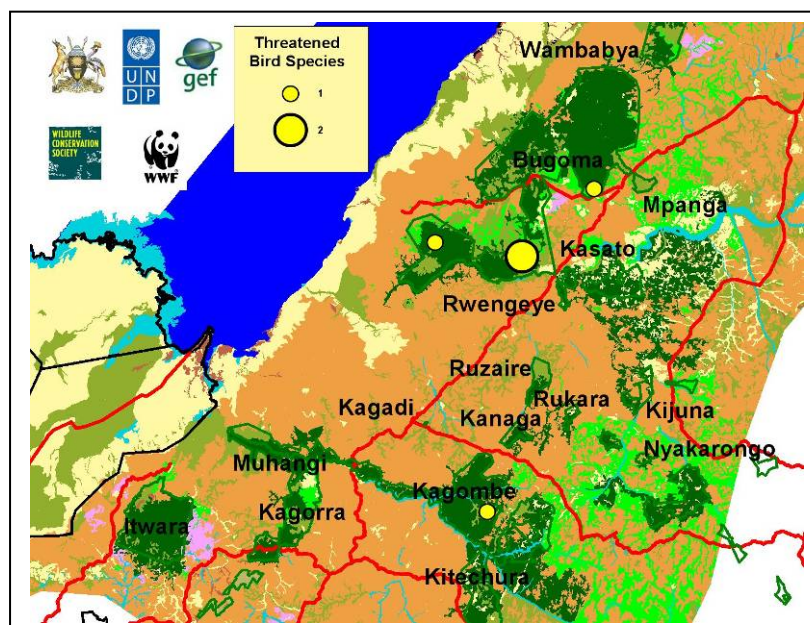 Threatened
Bird Species
1
2
U N
D P
gef
WILDLIFE
CONSERVATION
SOCIETY
WWF
Wambabya
Bugoma
Mpanga
Kasato
Rwengeye
Ruzaire
Rukara
Kagadi
Kanaga
Kijuna
Muhangi
Nyakarongo
Kagombe
Itwara
Kagorra
Kitechura